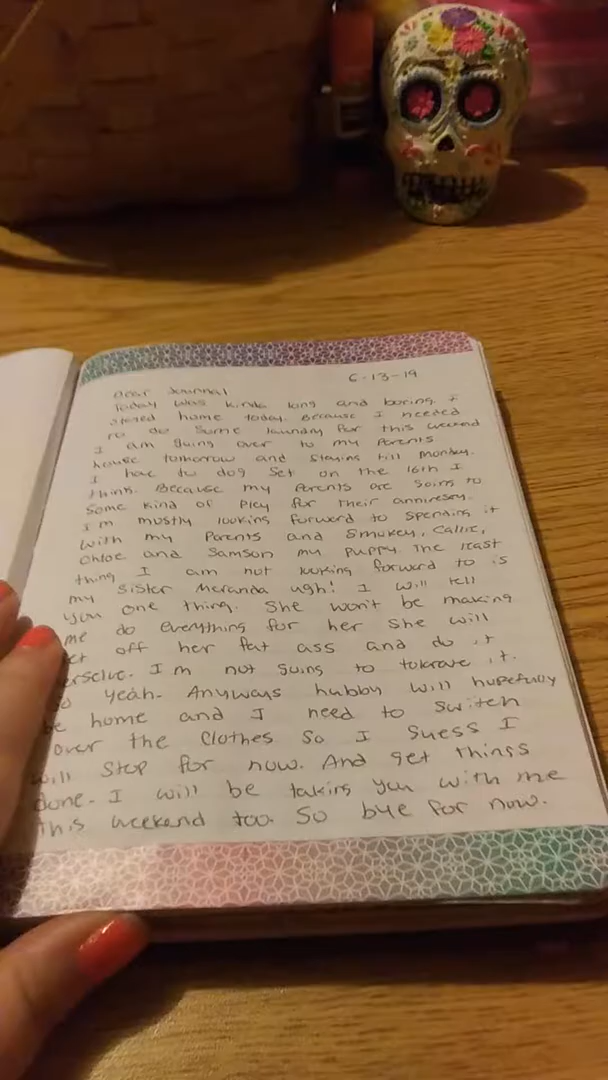 6-13-19
Dear Journal
Today was kinda long and boring. I
stayed home today. Because I needed
to do some laundry for this weekend
I am going over to my Parents
house tomorrow and staying till Monday.
I have to dog set on the 16th I
think. Because my Parents are going to
some kind of Play for their anniresry.
I'm mostly looking forward to spending it
with my Parents and Smokey, Callie,
Chloe and Samson my puppy. The least
thing I am not looking forward to is
my sister Meranda ugh! I will tell
you one thing. She won't be making
me do everything for her she will
off her fat ass and do it
I'm not going to tolerate it.
yeah. Anyways hubby will hopefully
be home and I need to switch
over the clothes so I guess I
will stop for now. And get things
done. I will be taking you with me
this weekend too. So bye for now.